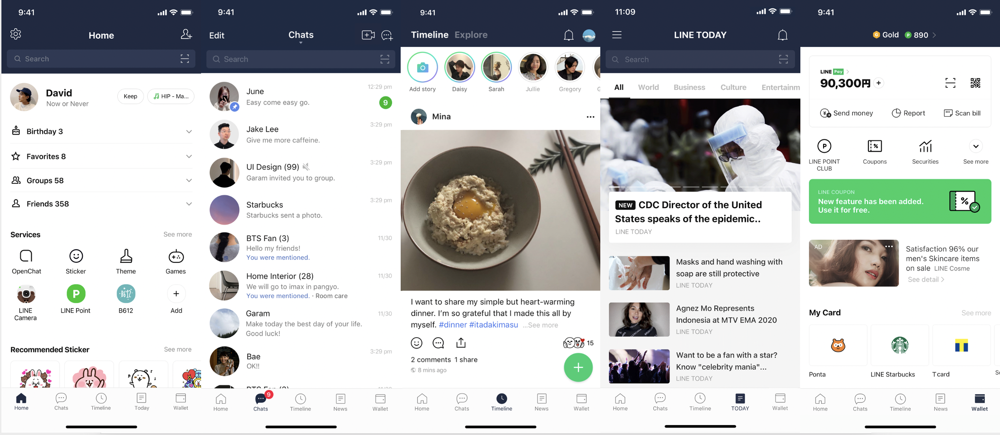 9:41
Home
Search
David
Now or Never
Keep
HIP - Ma...
Birthday 3
Favorites 8
Groups 58
Friends 358
Services
See more
OpenChat
Sticker
Theme
Games
LINE
Camera
P
LINE Point
B612
B612
Add
Recommended Sticker
See more
Home
Chats
Timeline
Today
Wallet
9:41
Edit
Chats
Search
June
12:29 pm
Easy come easy go.
9
Jake Lee
3:29 pm
Give me more caffeine.
UI Design (99)
3:29 pm
Garam invited you to group.
Starbucks
3:29 pm
Starbucks sent a photo.
BTS Fan (3)
11/30
Hello my friends!
You were mentioned.
Home Interior (28)
11/30
We will go to imax in pangyo.
You were mentioned. · Room care
Garam
11/30
Make today the best day of your life.
Good luck!
Bae
3:29 pm
OK!!
Home
9
Chats
Timeline
News
Wallet
9:41
Timeline
Explore
Add story
Daisy
Sarah
Jullie
Gregory
G
Mina
I want to share my simple but heart-warming
dinner. I'm so grateful that I made this all by
myself. #dinner #itadakimasu ...See more
15
2 comments 1 share
8 mins ago
Home
Chats
Timeline
News
Wallet
11:09
LINE TODAY
Search
All
World
Business
Culture
Entertainm
NEW CDC Director of the United
States speaks of the epidemic..
LINE TODAY
Masks and hand washing with
soap are still protective
LINE TODAY
Agnez Mo Represents
Indonesia at MTV EMA 2020
LINE TODAY
Want to be a fan with a star?
Know "celebrity mania"...
LINE TODAY
Home
Chats
Timeline
TODAY
Wallet
9:41
G Gold
P 890
LINE Pay
90,300円
Send money
Report
Scan bill
P
LINE POINT
CLUB
Coupons
Securities
See more
LINE COUPON
New feature has been added.
Use it for free.
AD
Satisfaction 96% our
men's Skincare items
on sale LINE Cosme
See detail
My Card
See more
Ponta
LINE Starbucks
T card
Home
Chats
Timeline
News
Wallet